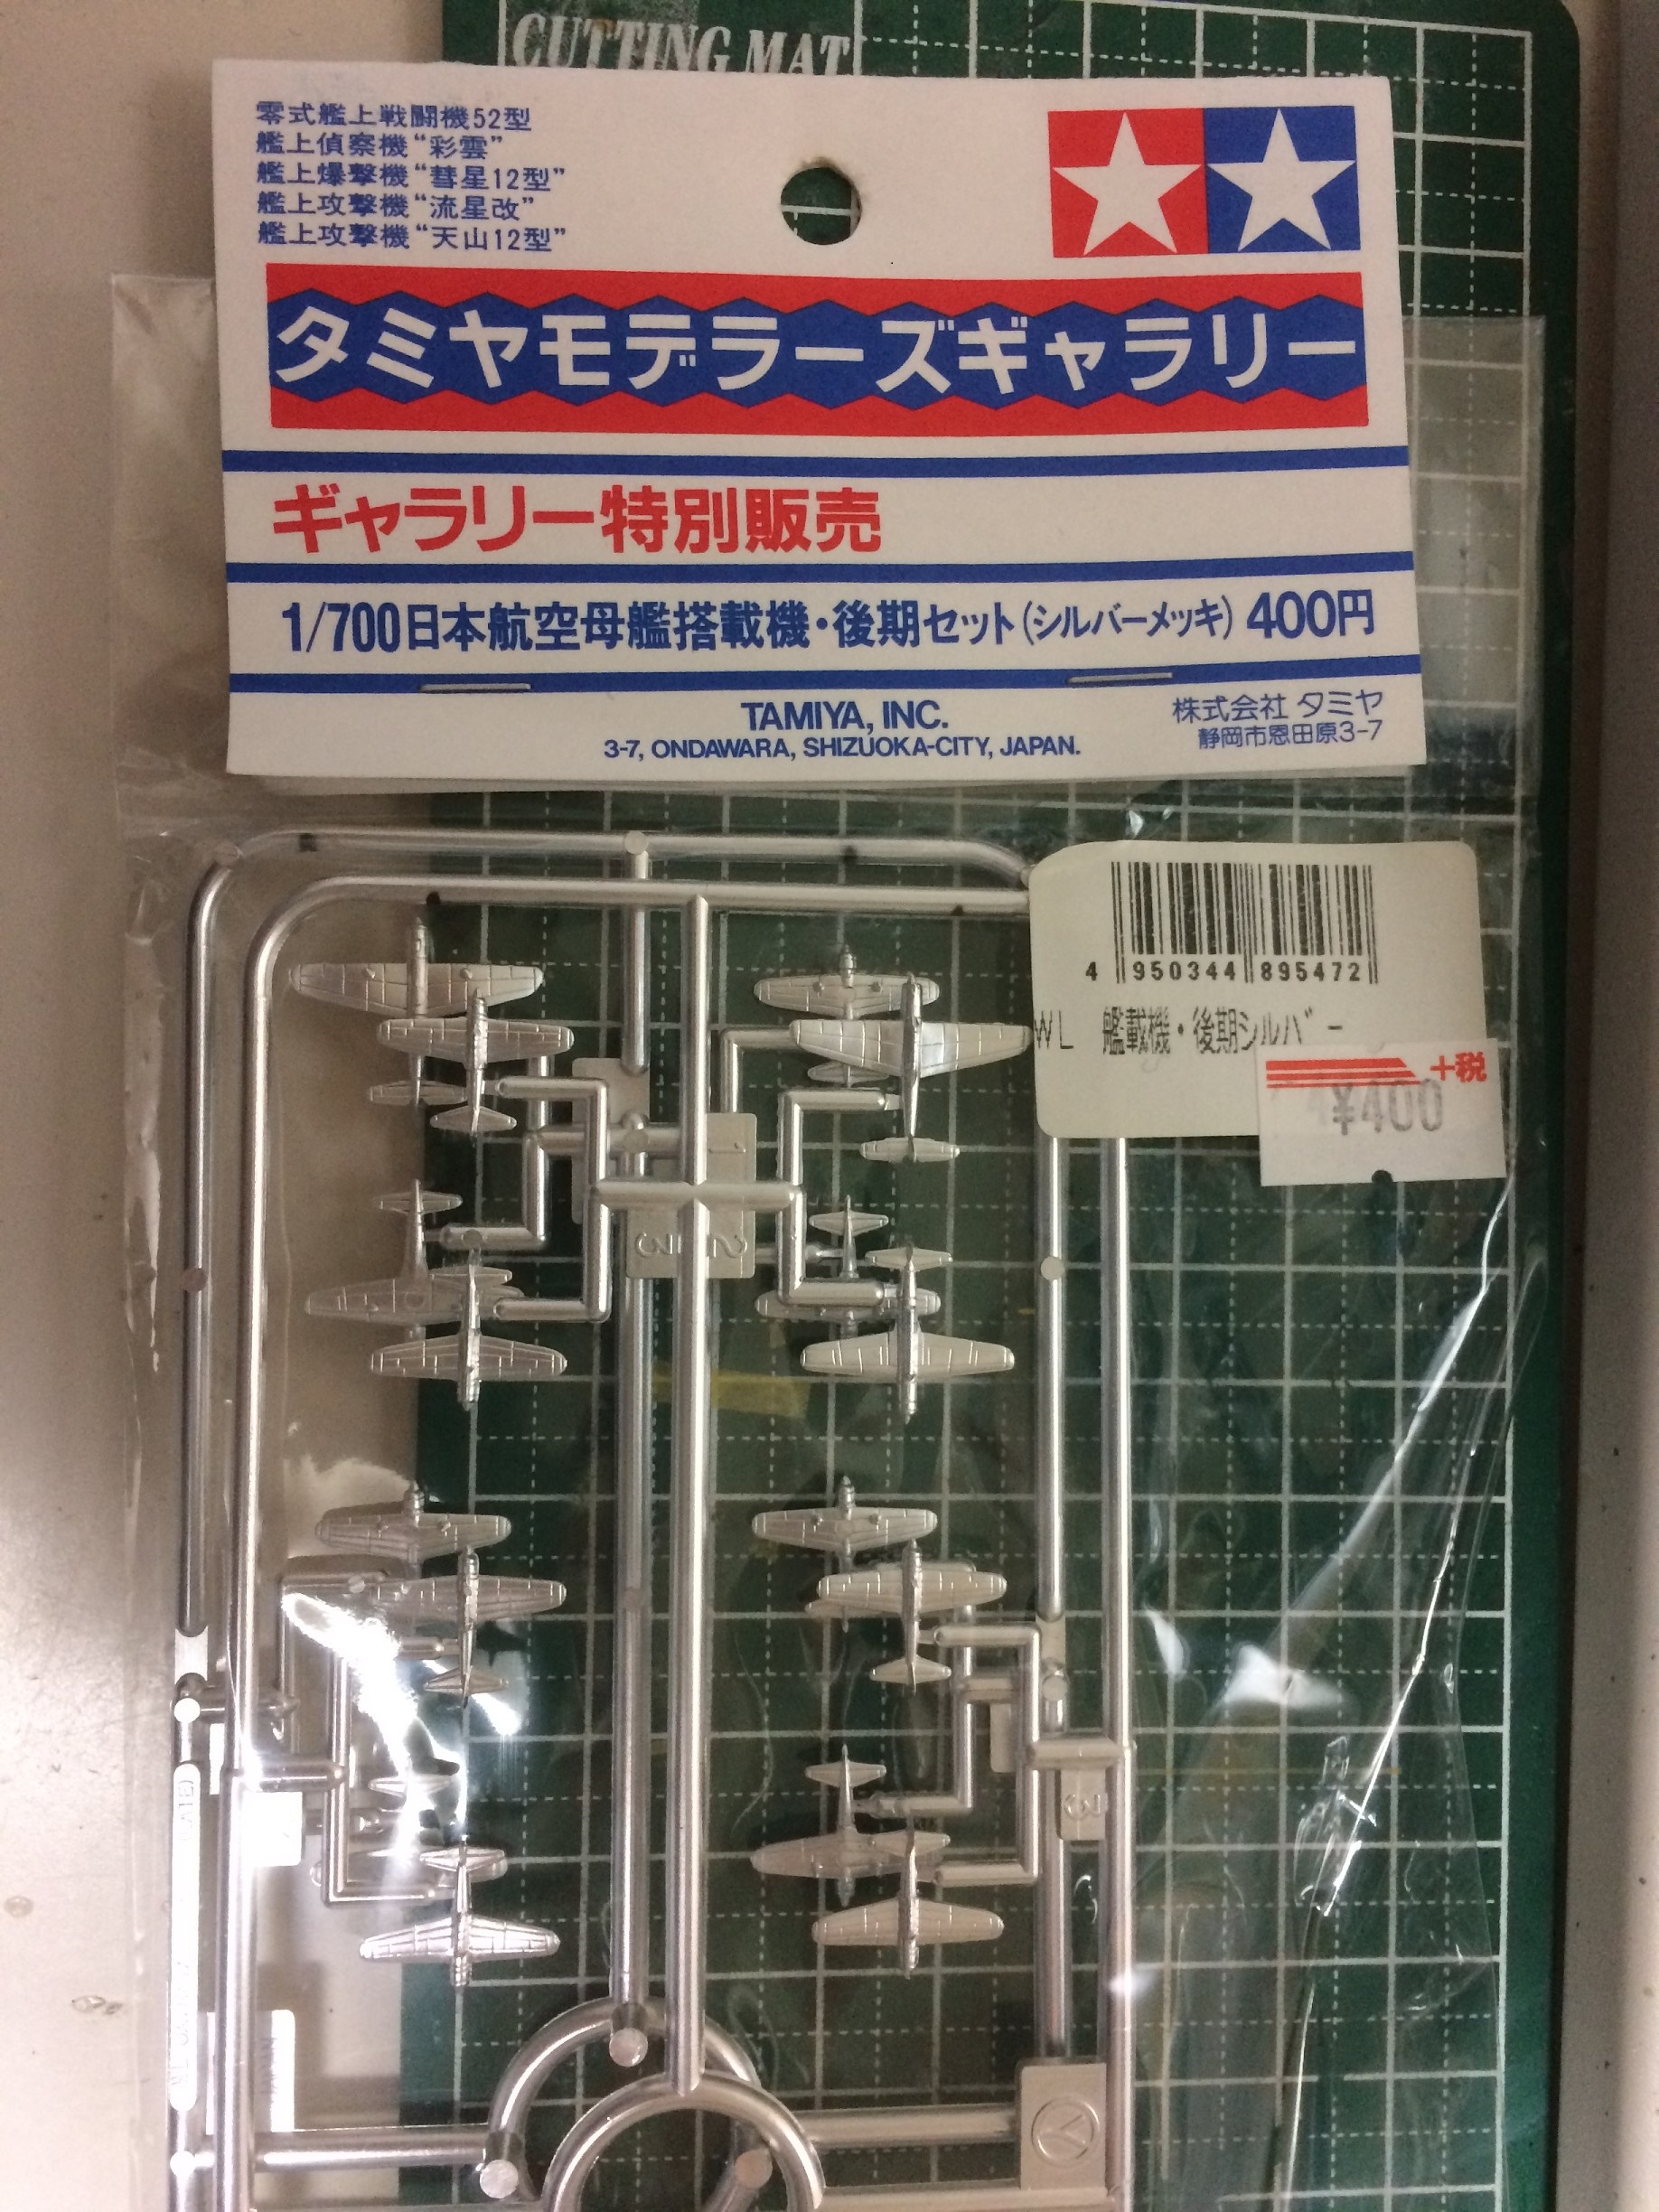 CUTTING MAT
零式艦上戦闘機52型
艦上偵察機“彩雲”
艦上爆撃機“彗星12型”
艦上攻撃機“流星改”
艦上攻撃機“天山12型”
タミヤモデラーズギャラリー
ギャラリー特別販売
1/700日本航空母艦搭載機・後期セット(シルバーメッキ) 400円
TAMIYA, INC.
3-7, ONDAWARA, SHIZUOKA-CITY, JAPAN.
株式会社 タミヤ
静岡市恩田原3-7
4 950344 895472
WL 艦載機・後期シルバー
+税
¥400
1
2
3